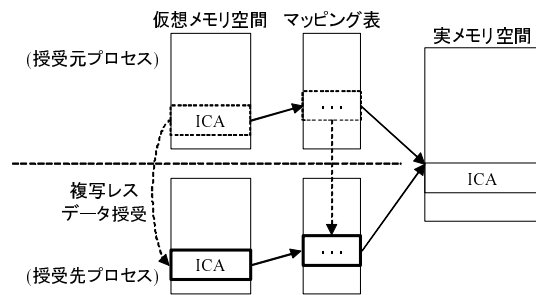 仮想メモリ空間
マッピング表
実メモリ空間
(授受元プロセス)
ICA
･･･
ICA
複写レス
データ授受
(授受先プロセス)
ICA
･･･